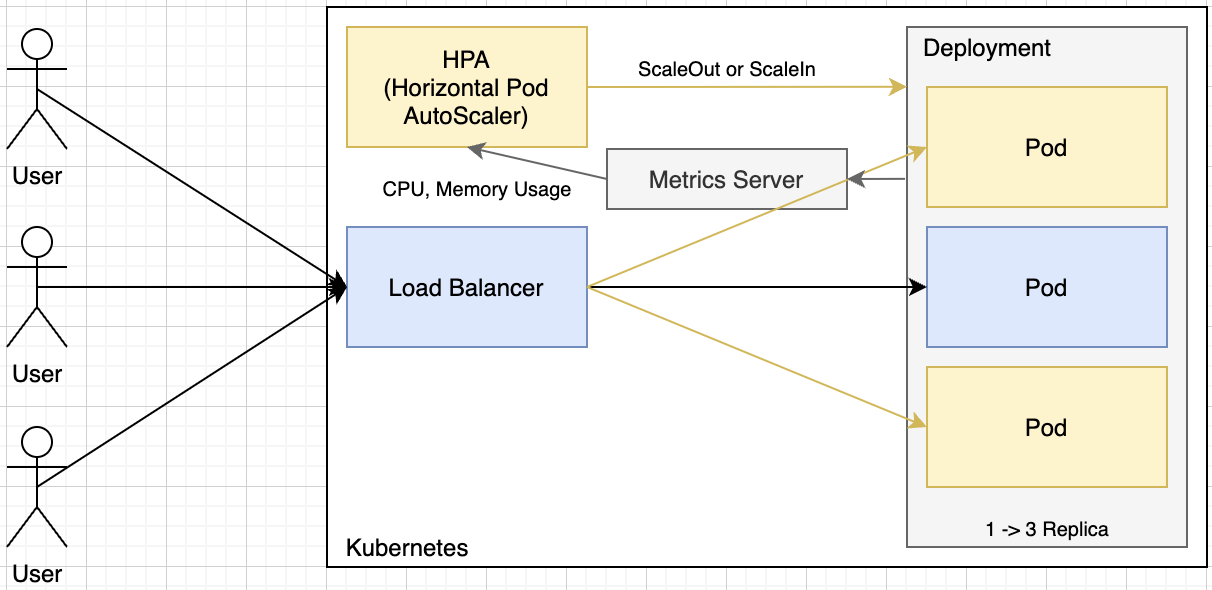 User
User
User
HPA
(Horizontal Pod
AutoScaler)
ScaleOut or ScaleIn
Metrics Server
CPU, Memory Usage
Load Balancer
Deployment
Pod
Pod
Pod
1 -> 3 Replica
Kubernetes